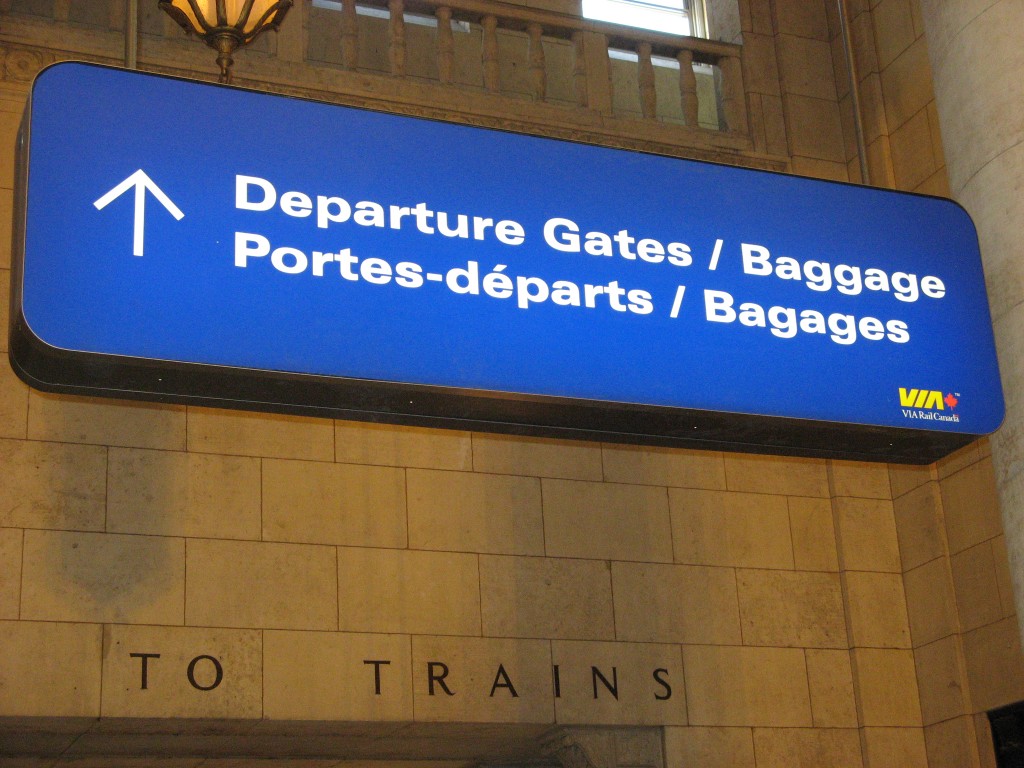 Departure Gates / Baggage
Portes-départs / Bagages
VIA
VIA Rail Canada
TO TRAINS